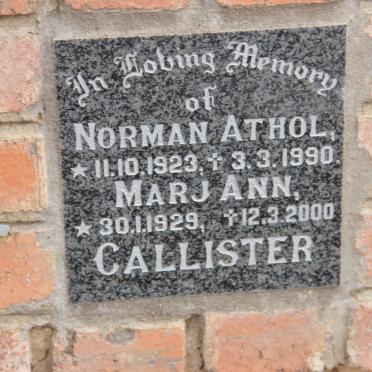 In Loving Memory
of
NORMAN ATHOL,
★ 11.10.1923, ✝ 3.3.1990.
MARJ ANN,
★ 30.1.1929, ✝ 12.3.2000
CALLISTER